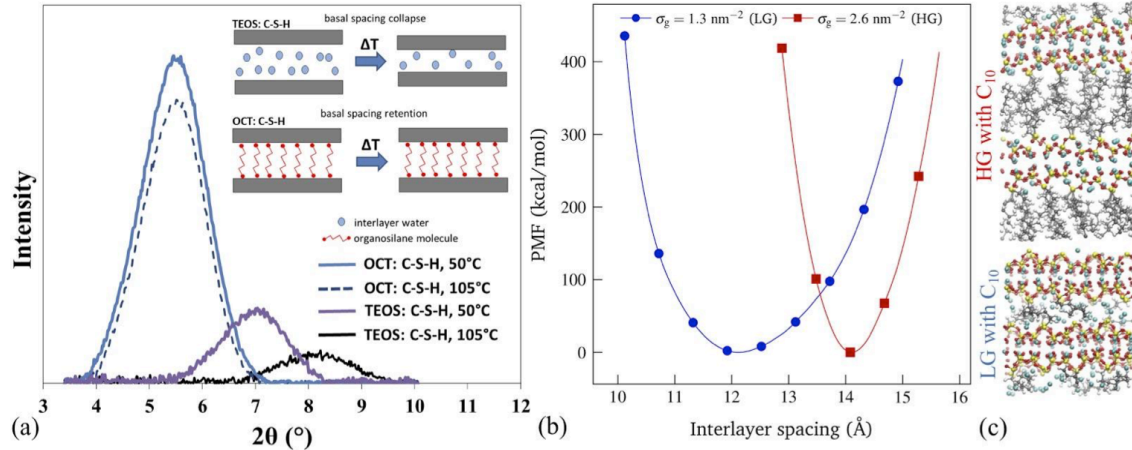 TEOS: C-S-H
basal spacing collapse
ΔT
OCT: C-S-H
basal spacing retention
ΔT
interlayer water
organosilane molecule
OCT: C-S-H, 50°C
OCT: C-S-H, 105°C
TEOS: C-S-H, 50°C
TEOS: C-S-H, 105°C
Intensity
3 4 5 6 7 8 9 10 11 12
2θ (°)
(a)
σg = 1.3 nm−2 (LG) σg = 2.6 nm−2 (HG)
PMF (kcal/mol)
400
300
200
100
0
10 11 12 13 14 15 16
Interlayer spacing (Å)
(b)
HG with C10
LG with C10
(c)